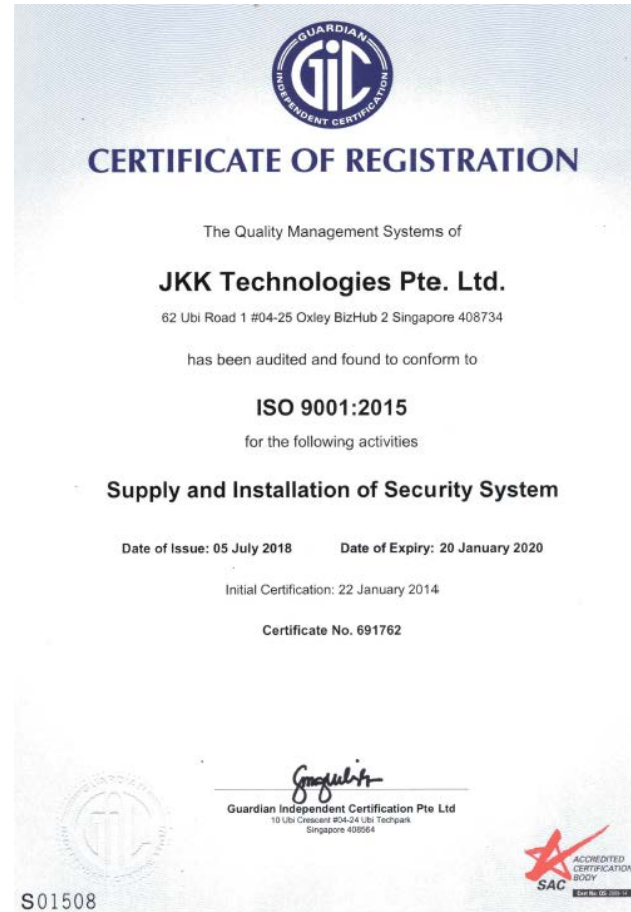 GUARDIAN
GIC
INDEPENDENT CERTIFICATION
CERTIFICATE OF REGISTRATION
The Quality Management Systems of
JKK Technologies Pte. Ltd.
62 Ubi Road 1 #04-25 Oxley BizHub 2 Singapore 408734
has been audited and found to conform to
ISO 9001:2015
for the following activities
Supply and Installation of Security System
Date of Issue: 05 July 2018 Date of Expiry: 20 January 2020
Initial Certification: 22 January 2014
Certificate No. 691762
Guardian Independent Certification Pte Ltd
10 Ubi Crescent #04-24 Ubi Techpark
Singapore 408564
GUARDIAN
GIC
SAC
ACCREDITED
CERTIFICATION
BODY
S01508